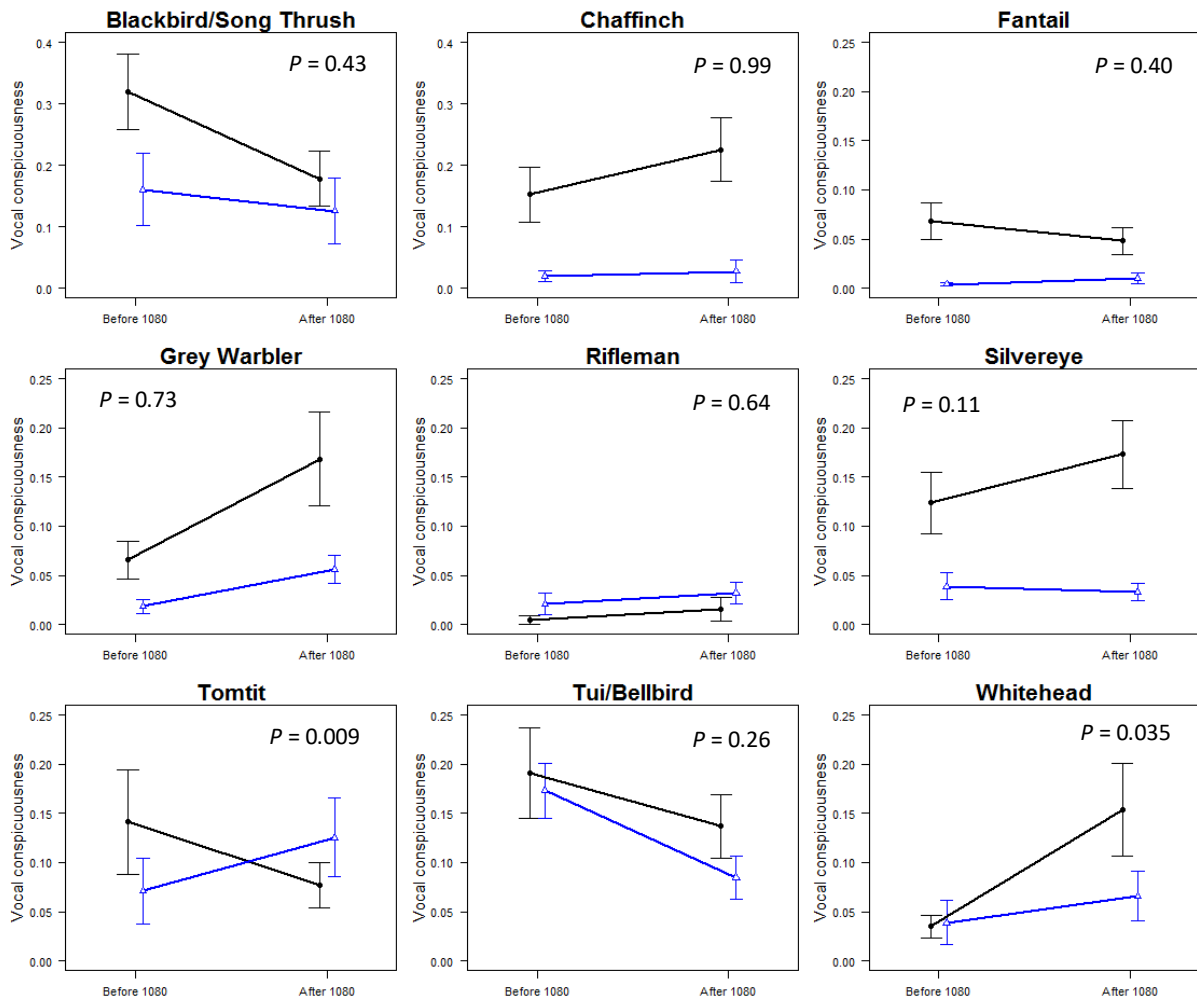 Blackbird/Song Thrush
P = 0.43
Vocal conspicuousness
0.4
0.3
0.2
0.1
0.0
Before 1080
After 1080
Chaffinch
P = 0.99
Vocal conspicuousness
0.4
0.3
0.2
0.1
0.0
Before 1080
After 1080
Fantail
P = 0.40
Vocal conspicuousness
0.25
0.20
0.15
0.10
0.05
0.00
Before 1080
After 1080
Grey Warbler
P = 0.73
Vocal conspicuousness
0.25
0.20
0.15
0.10
0.05
0.00
Before 1080
After 1080
Rifleman
P = 0.64
Vocal conspicuousness
0.25
0.20
0.15
0.10
0.05
0.00
Before 1080
After 1080
Silvereye
P = 0.11
Vocal conspicuousness
0.25
0.20
0.15
0.10
0.05
0.00
Before 1080
After 1080
Tomtit
P = 0.009
Vocal conspicuousness
0.25
0.20
0.15
0.10
0.05
0.00
Before 1080
After 1080
Tui/Bellbird
P = 0.26
Vocal conspicuousness
0.25
0.20
0.15
0.10
0.05
0.00
Before 1080
After 1080
Whitehead
P = 0.035
Vocal conspicuousness
0.25
0.20
0.15
0.10
0.05
0.00
Before 1080
After 1080